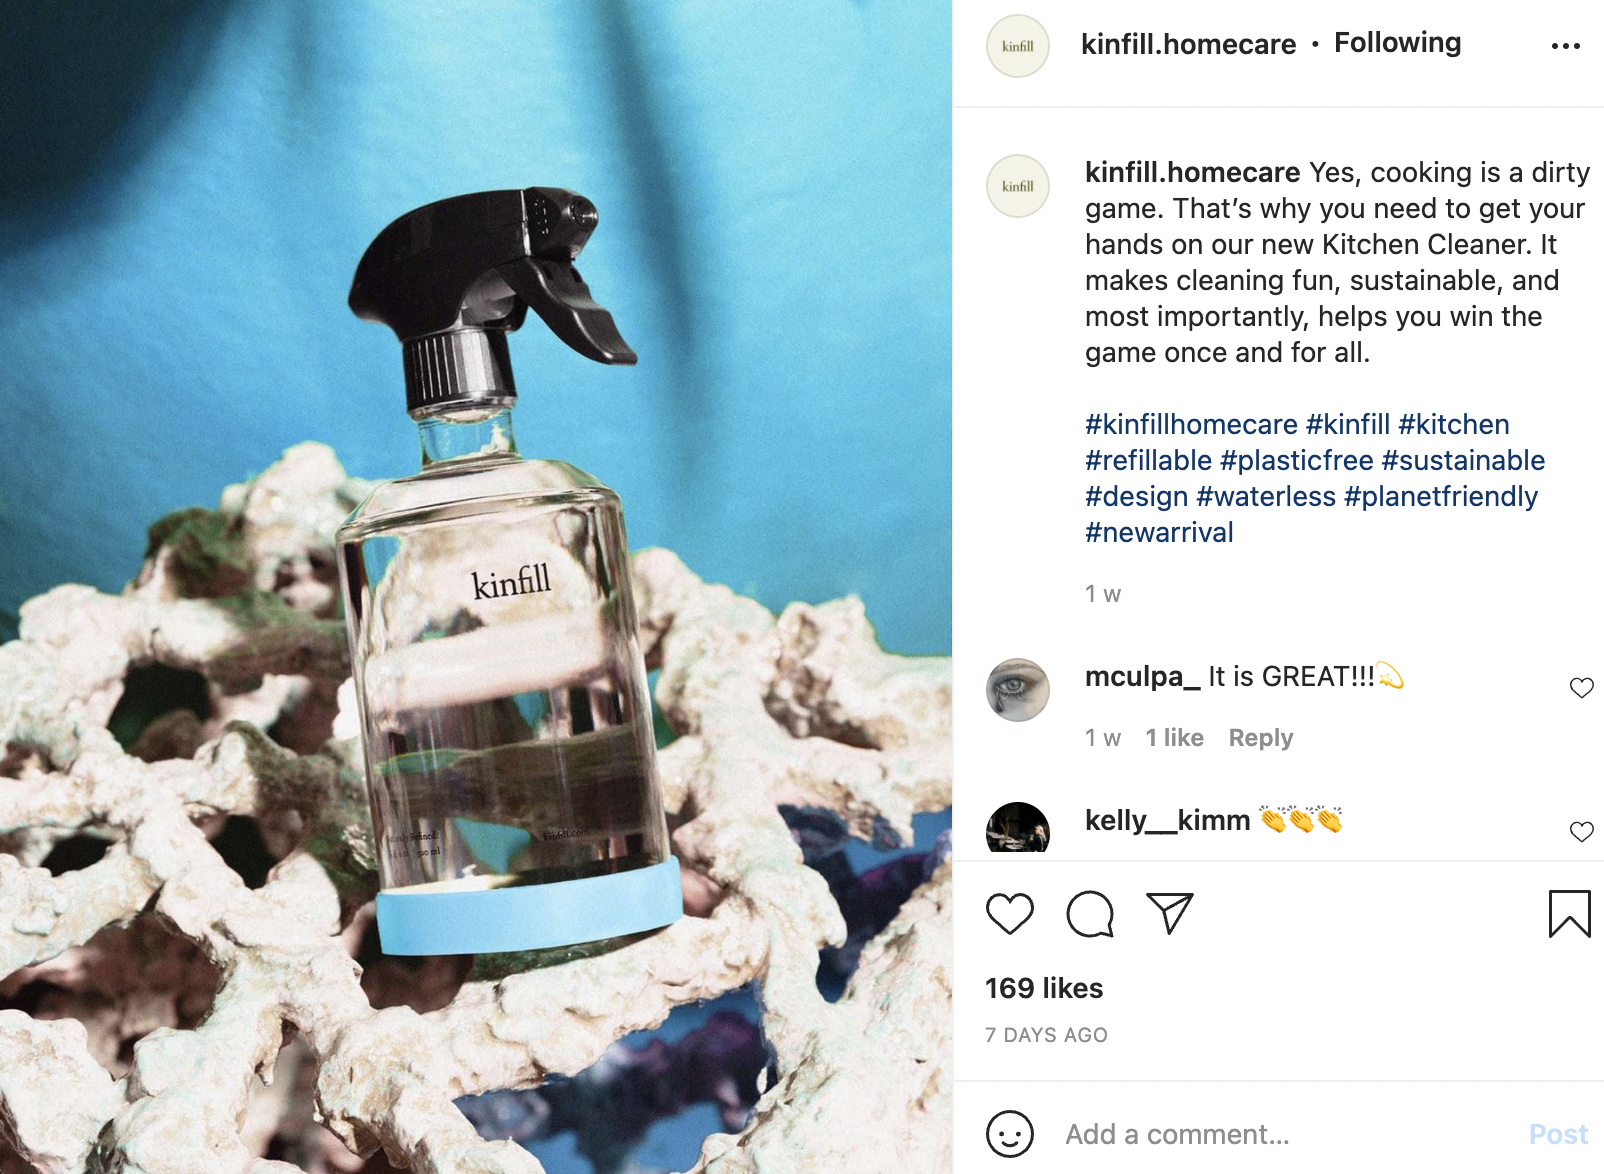 kinfill
Refined.
500 ml
kinfill.com
kinfill
kinfill.homecare • Following
kinfill
kinfill.homecare Yes, cooking is a dirty
game. That’s why you need to get your
hands on our new Kitchen Cleaner. It
makes cleaning fun, sustainable, and
most importantly, helps you win the
game once and for all.
#kinfillhomecare #kinfill #kitchen
#refillable #plasticfree #sustainable
#design #waterless #planetfriendly
#newarrival
1 w
mculpa_ It is GREAT!!!💫
1 w 1 like Reply
kelly__kimm 👏👏👏
169 likes
7 DAYS AGO
Add a comment... Post